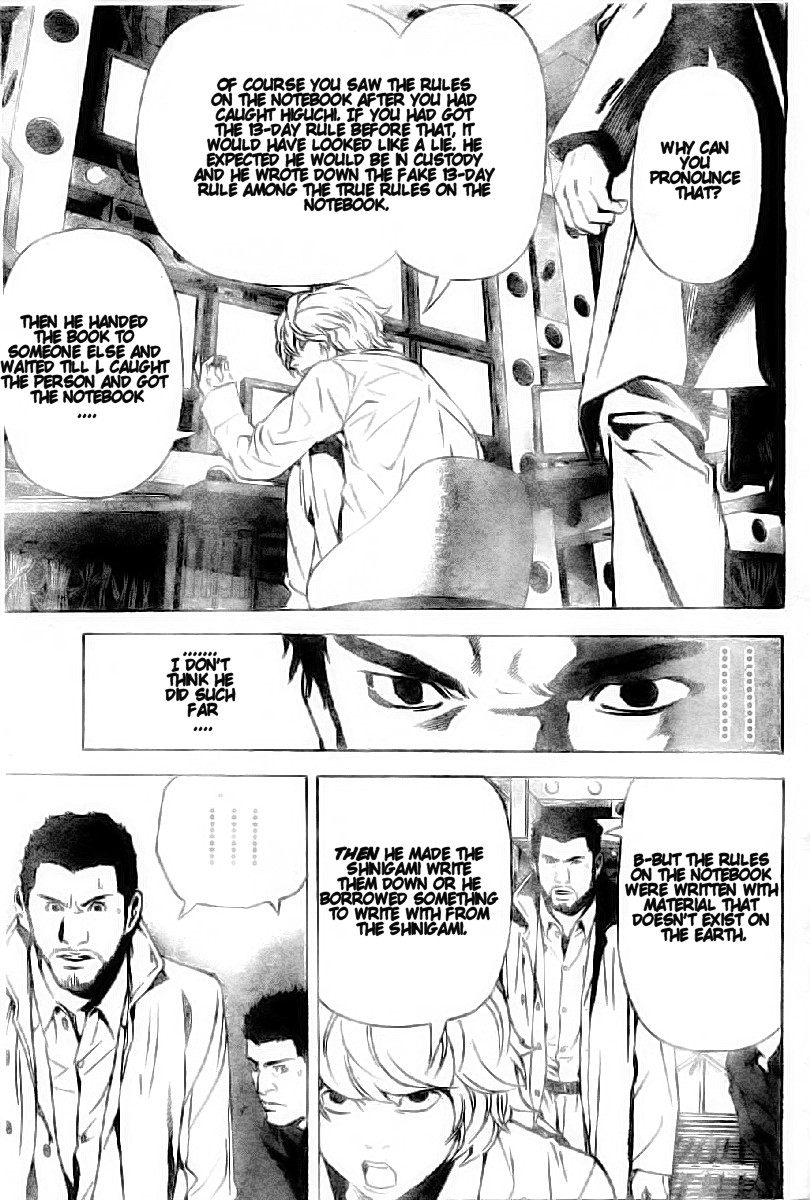 WHY CAN
YOU
PRONOUNCE
THAT?
OF COURSE YOU SAW THE RULES
ON THE NOTEBOOK AFTER YOU HAD
CAUGHT HIGUCHI. IF YOU HAD GOT
THE 13-DAY RULE BEFORE THAT, IT
WOULD HAVE LOOKED LIKE A LIE. HE
EXPECTED HE WOULD BE IN CUSTODY
AND HE WROTE DOWN THE FAKE 13-DAY
RULE AMONG THE TRUE RULES ON THE
NOTEBOOK.
THEN HE HANDED
THE BOOK TO
SOMEONE ELSE AND
WAITED TILL L CAUGHT
THE PERSON AND GOT
THE NOTEBOOK
....
.......
I DON'T
THINK HE
DID SUCH
FAR
....
B-BUT THE RULES
ON THE NOTEBOOK
WERE WRITTEN WITH
MATERIAL THAT
DOESN'T EXIST ON
THE EARTH.
THEN HE MADE THE
SHINIGAMI WRITE
THEM DOWN OR HE
BORROWED SOMETHING
TO WRITE WITH FROM
THE SHINIGAMI.